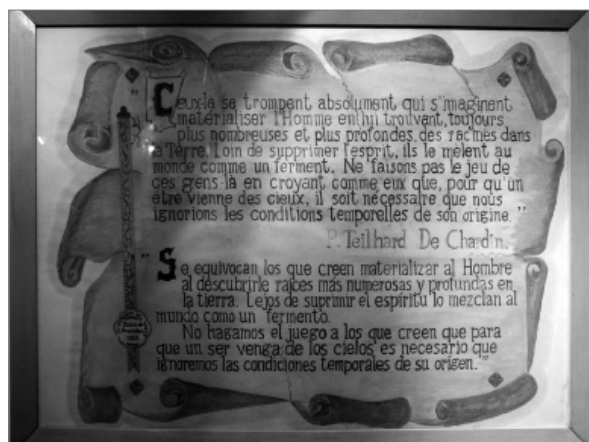 "Ceux-la se trompent absolument qui s'imaginent
matérialiser l'Homme en lui trouvant, toujours
plus nombreuses et plus profondes, des racines dans
la Terre. Loin de supprimer l'esprit, ils le mêlent au
monde comme un ferment. Ne faisons pas le jeu de
ces gens-là en croyant comme eux que, pour qu'un
être vienne des cieux, il soit nécessaire que nous
ignorions les conditions temporelles de son origine."
P. Teilhard De Chardin.
"Se equivocan los que creen materializar al Hombre
al descubrirle raíces más numerosas y profundas en
la tierra. Lejos de suprimir el espíritu lo mezclan al
mundo como un fermento.
No hagamos el juego a los que creen que para
que un ser venga de los cielos es necesario que
ignoremos las condiciones temporales de su origen."